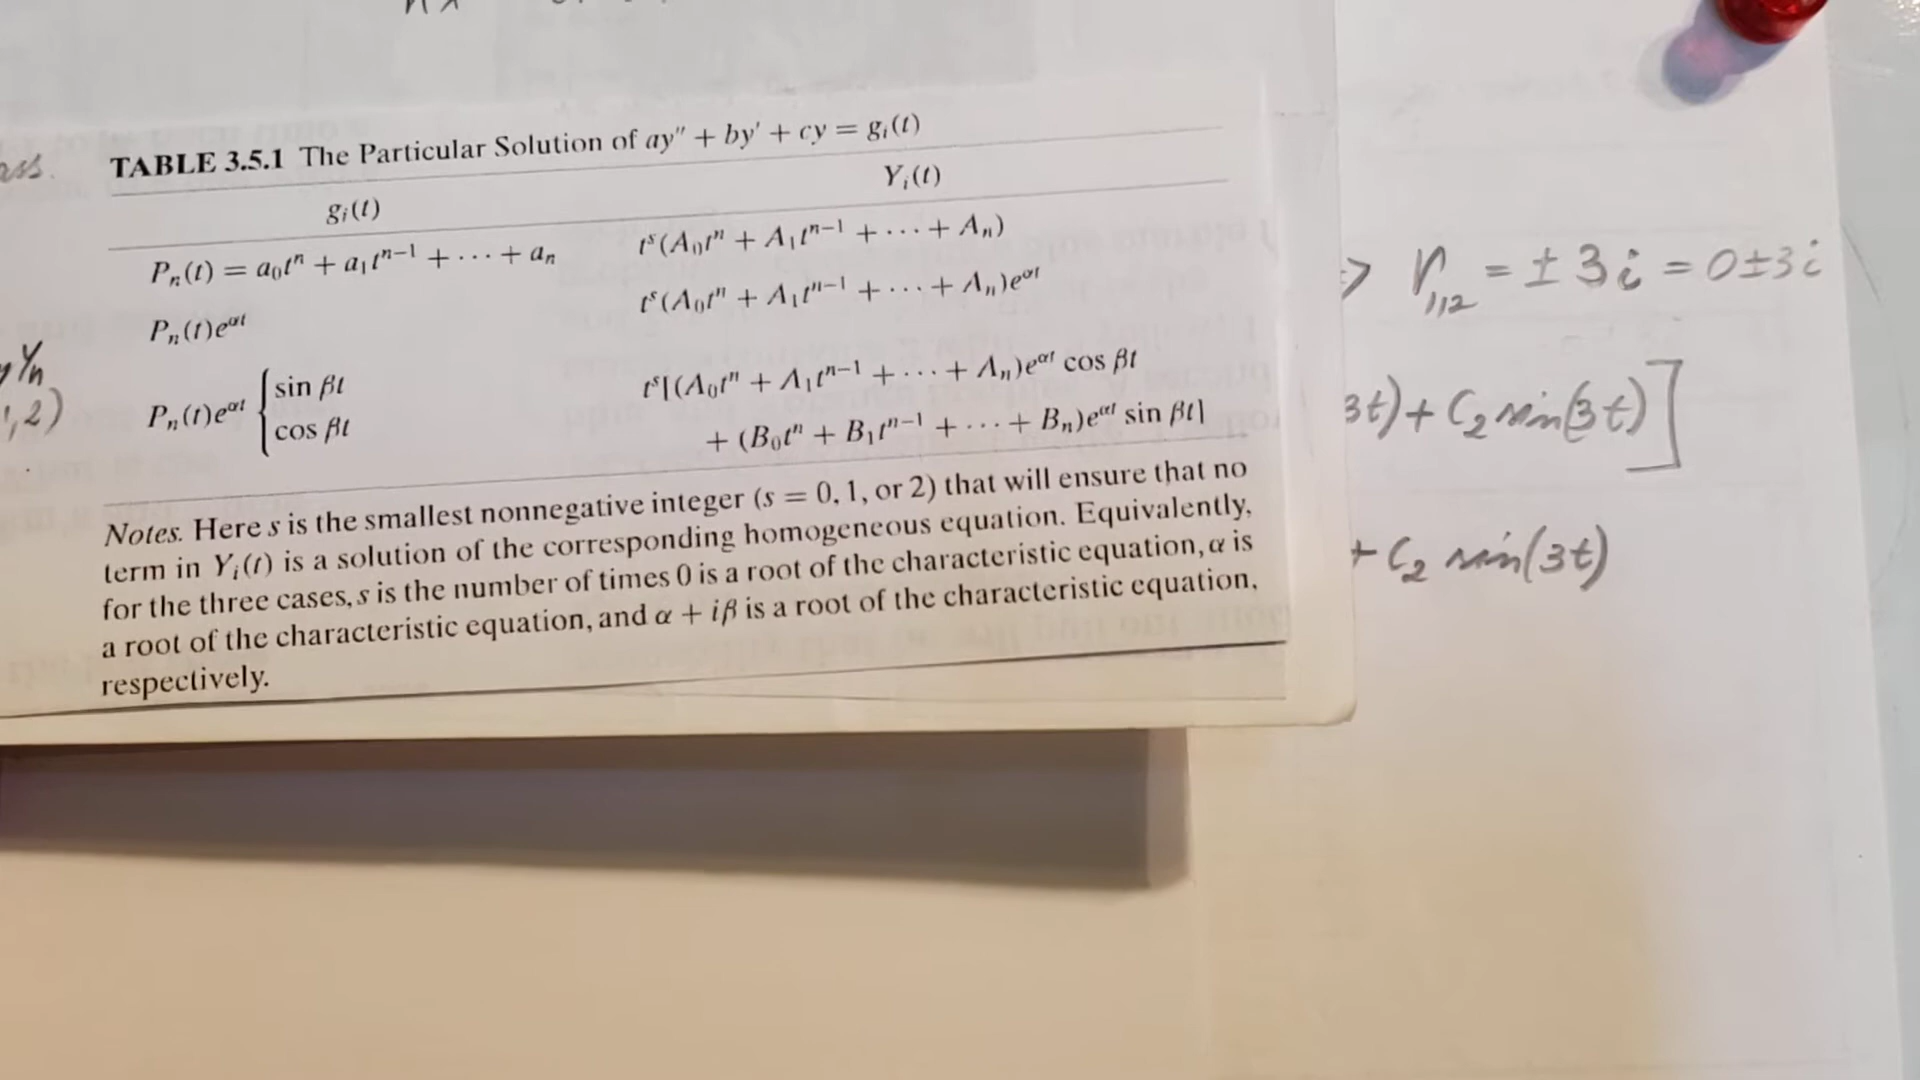 TABLE 3.5.1 The Particular Solution of ay″ + by′ + cy = gᵢ(t)
gᵢ(t) Yᵢ(t)
Pₙ(t) = a₀tⁿ + a₁tⁿ⁻¹ + ⋯ + aₙ tˢ(A₀tⁿ + A₁tⁿ⁻¹ + ⋯ + Aₙ)
Pₙ(t)eᵅᵗ tˢ(A₀tⁿ + A₁tⁿ⁻¹ + ⋯ + Aₙ)eᵅᵗ
Pₙ(t)eᵅᵗ { sin βt tˢ[(A₀tⁿ + A₁tⁿ⁻¹ + ⋯ + Aₙ)eᵅᵗ cos βt
cos βt + (B₀tⁿ + B₁tⁿ⁻¹ + ⋯ + Bₙ)eᵅᵗ sin βt]
Notes. Here s is the smallest nonnegative integer (s = 0, 1, or 2) that will ensure that no
term in Yᵢ(t) is a solution of the corresponding homogeneous equation. Equivalently,
for the three cases, s is the number of times 0 is a root of the characteristic equation, α is
a root of the characteristic equation, and α + iβ is a root of the characteristic equation,
respectively.
,2)
> r₁,₂ = ± 3i = 0±3i
3t) + C₂ sin(3t)]
+ C₂ sin(3t)